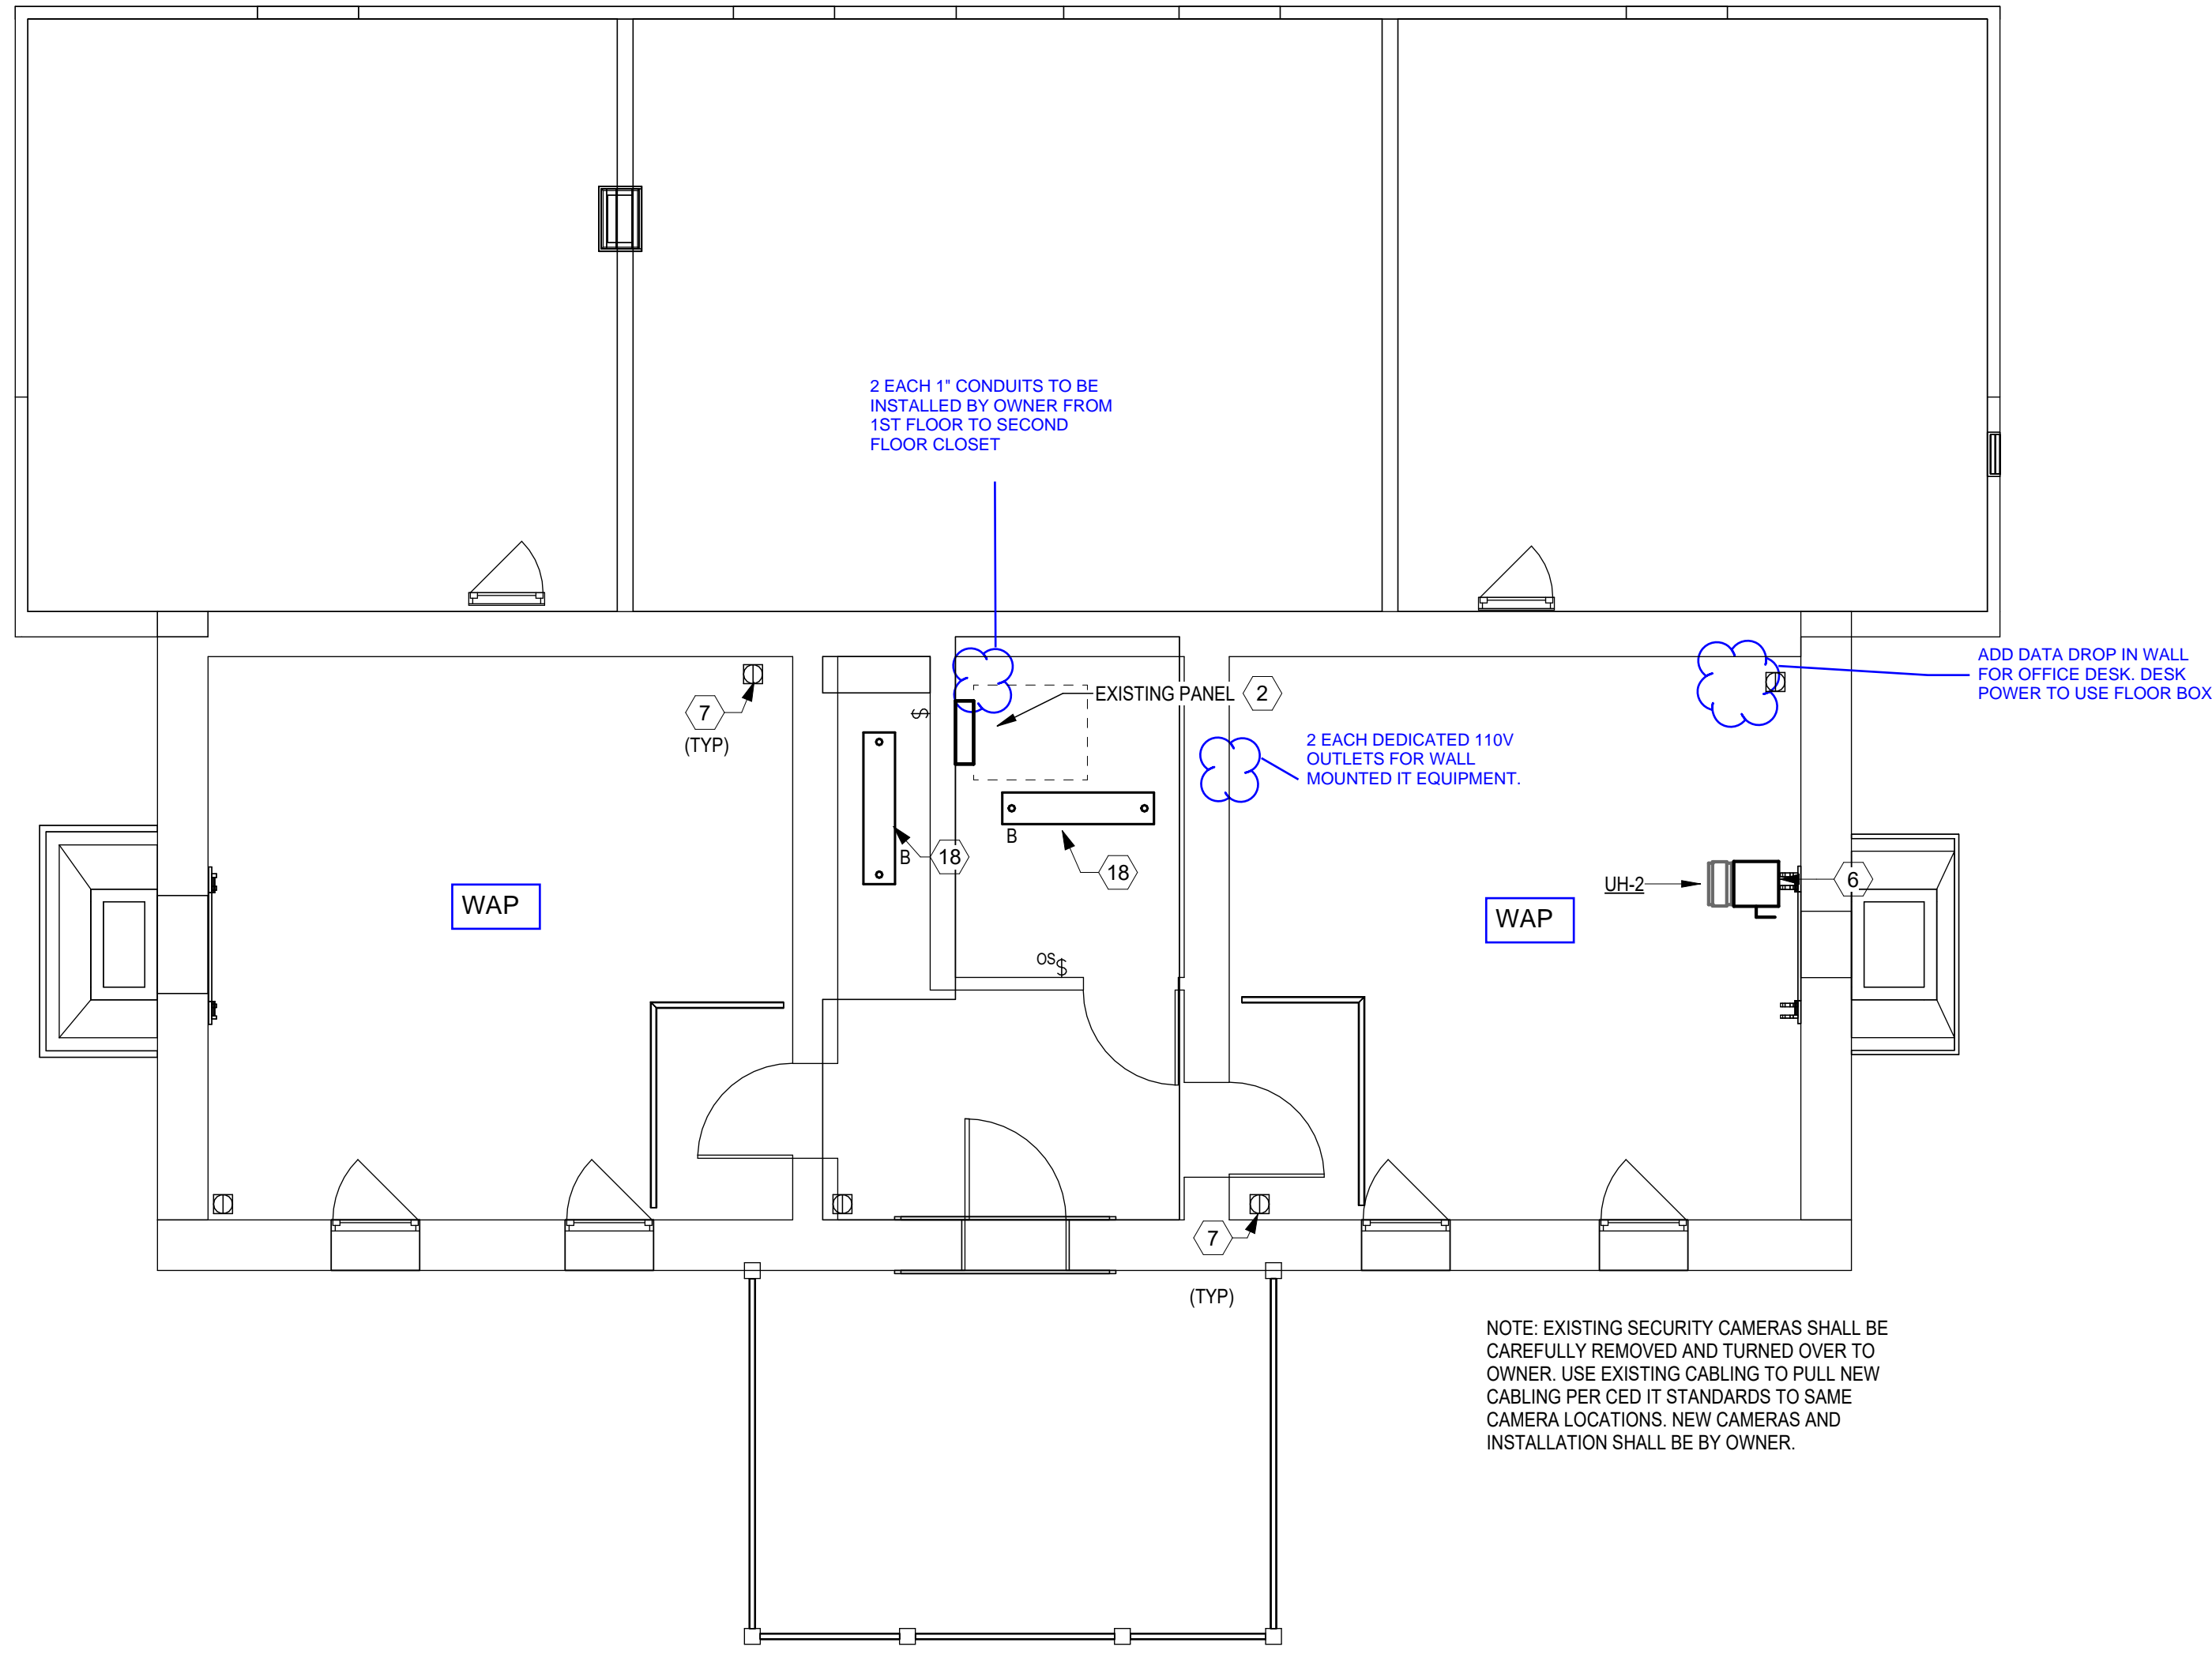 2 EACH 1" CONDUITS TO BE
INSTALLED BY OWNER FROM
1ST FLOOR TO SECOND
FLOOR CLOSET
ADD DATA DROP IN WALL
FOR OFFICE DESK. DESK
POWER TO USE FLOOR BOX
EXISTING PANEL 2
7
(TYP)
$
2 EACH DEDICATED 110V
OUTLETS FOR WALL
MOUNTED IT EQUIPMENT.
B
18
B
18
UH-2
6
WAP
WAP
OS$
7
(TYP)
NOTE: EXISTING SECURITY CAMERAS SHALL BE
CAREFULLY REMOVED AND TURNED OVER TO
OWNER. USE EXISTING CABLING TO PULL NEW
CABLING PER CED IT STANDARDS TO SAME
CAMERA LOCATIONS. NEW CAMERAS AND
INSTALLATION SHALL BE BY OWNER.